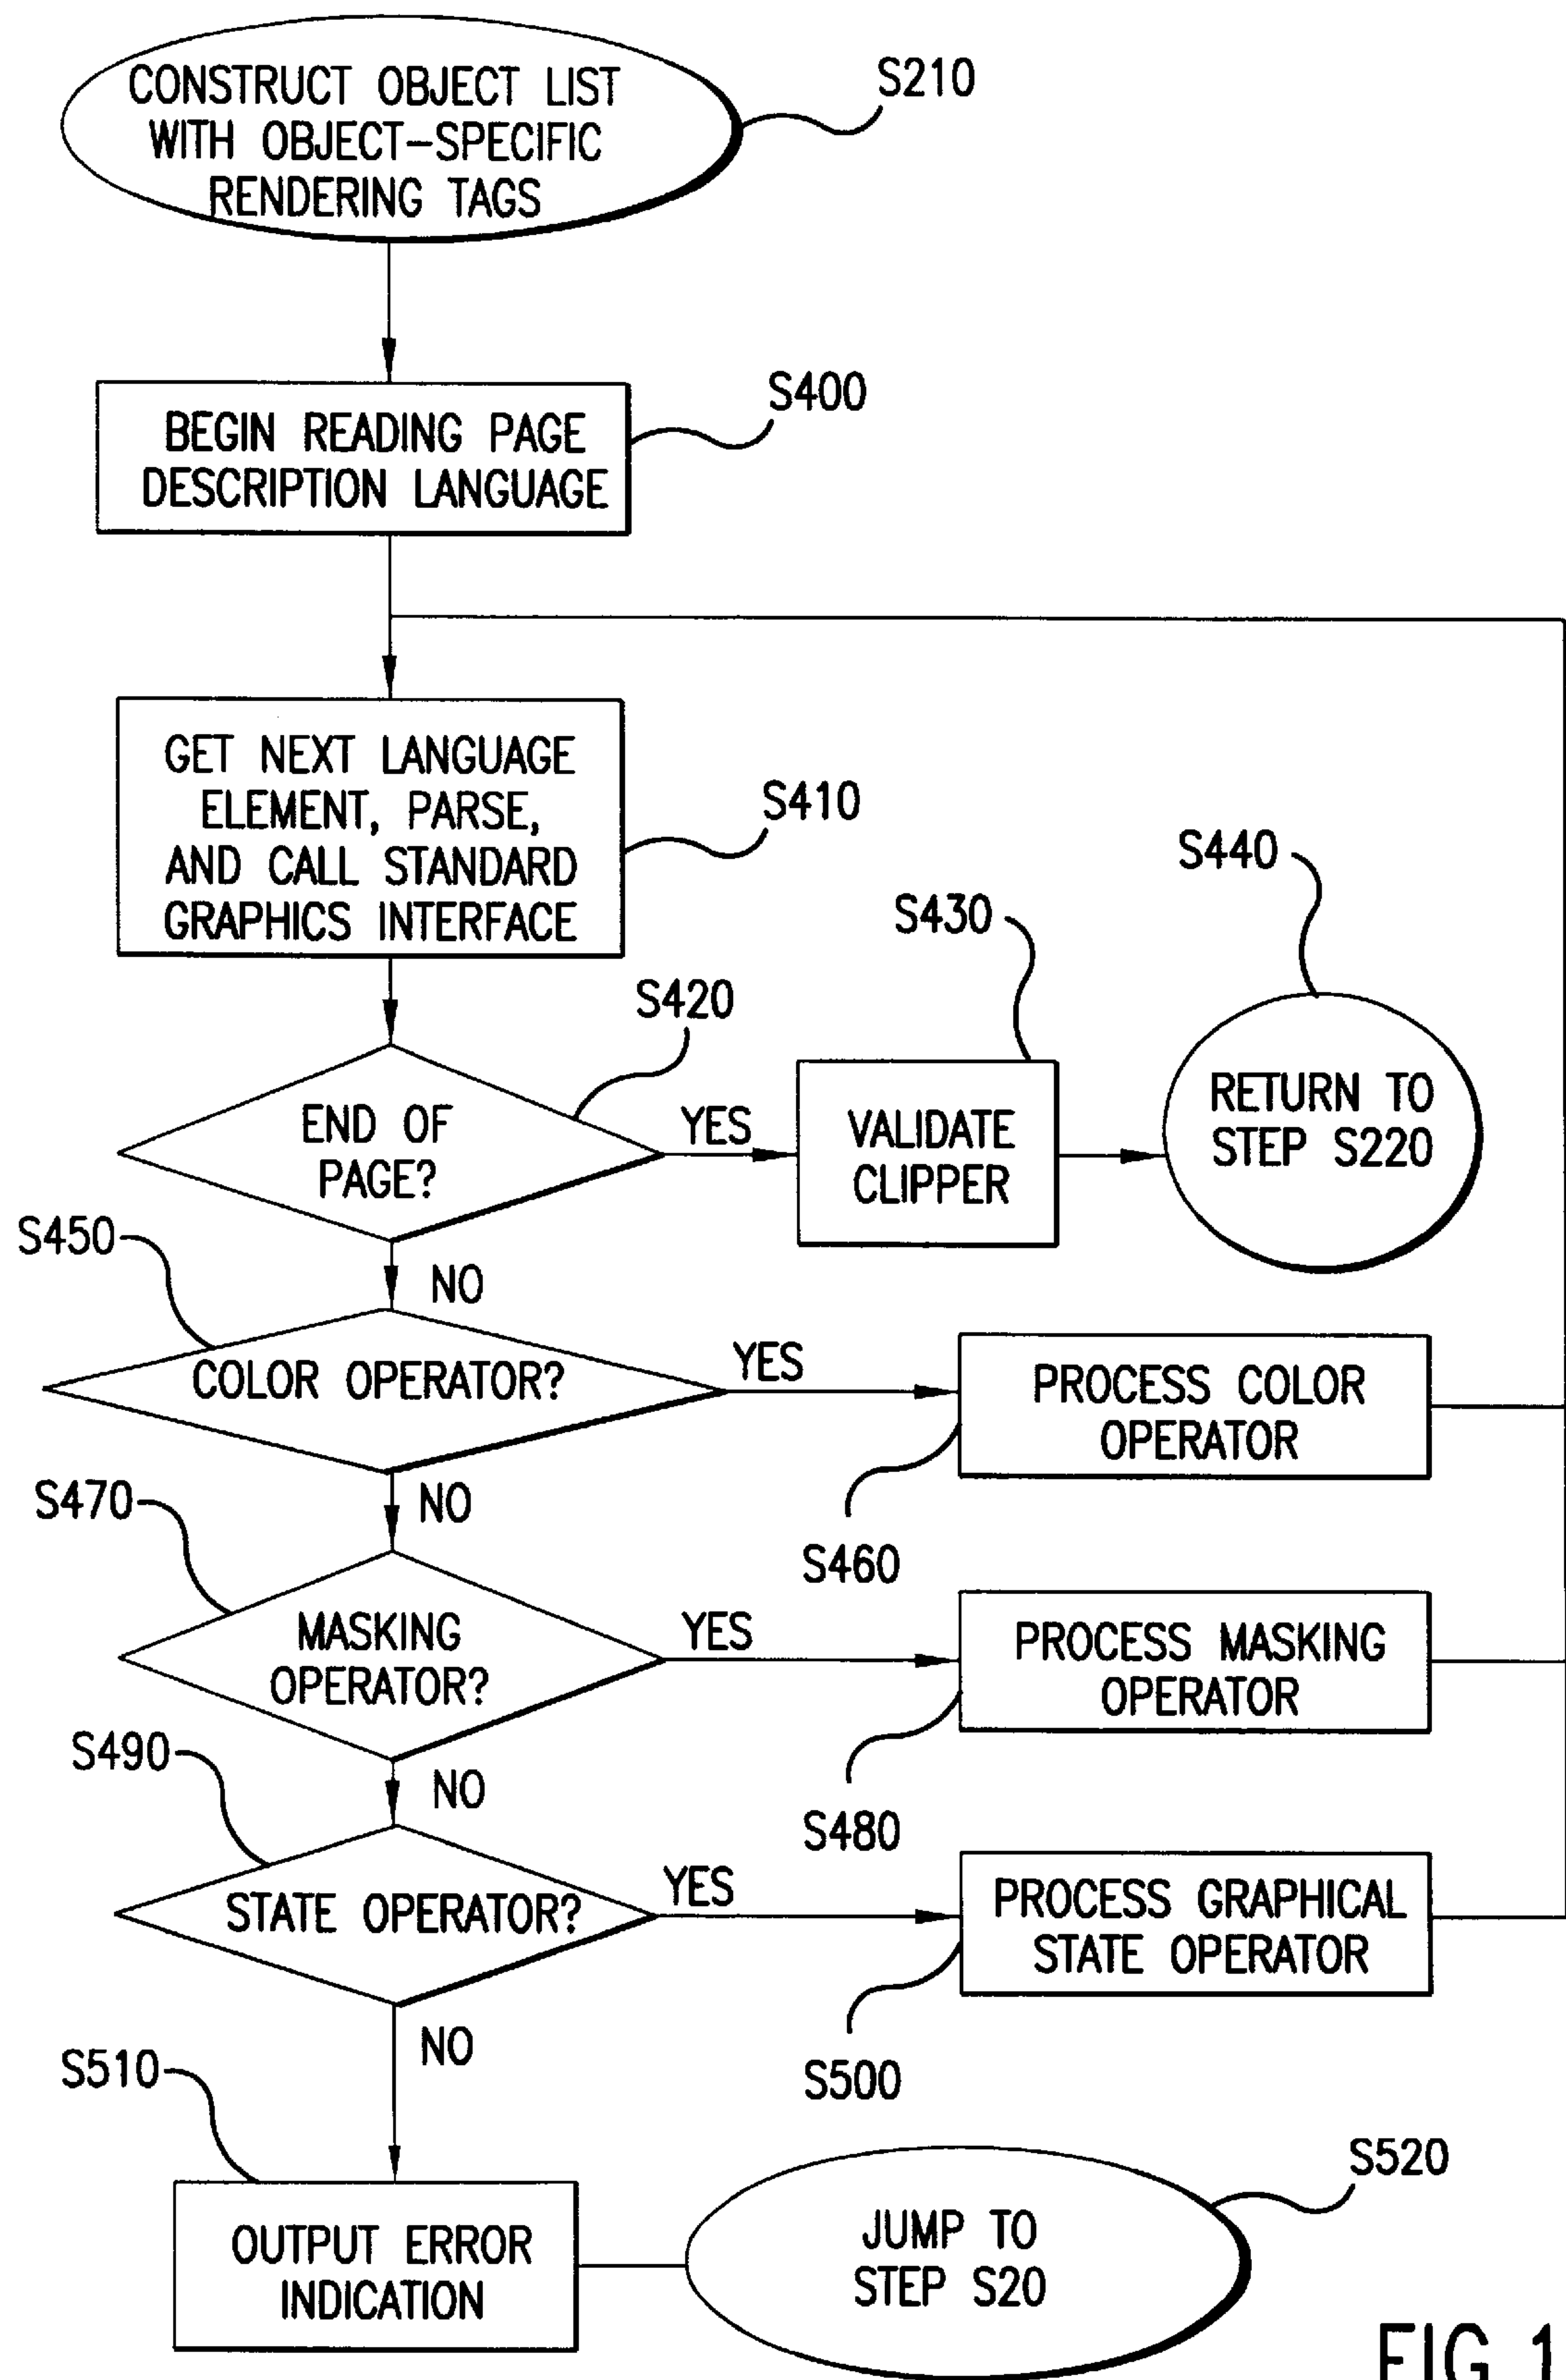 CONSTRUCT OBJECT LIST
WITH OBJECT-SPECIFIC
RENDERING TAGS
S210
BEGIN READING PAGE
DESCRIPTION LANGUAGE
S400
GET NEXT LANGUAGE
ELEMENT, PARSE,
AND CALL STANDARD
GRAPHICS INTERFACE
S410
END OF
PAGE?
S420
YES
VALIDATE
CLIPPER
S430
RETURN TO
STEP S220
S440
NO
S450
COLOR OPERATOR?
YES
PROCESS COLOR
OPERATOR
S460
NO
S470
MASKING
OPERATOR?
YES
PROCESS MASKING
OPERATOR
S480
NO
S490
STATE OPERATOR?
YES
PROCESS GRAPHICAL
STATE OPERATOR
S500
NO
S510
OUTPUT ERROR
INDICATION
JUMP TO
STEP S20
S520
FIG.1